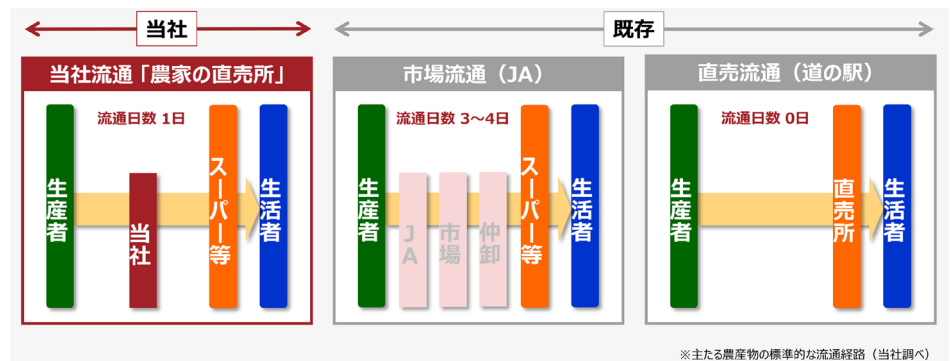 当社
既存
当社流通「農家の直売所」
流通日数 1日
生産者
当社
スーパー等
生活者
市場流通（JA）
流通日数 3～4日
生産者
JA
市場
仲卸
スーパー等
生活者
直売流通（道の駅）
流通日数 0日
生産者
直売所
生活者
※主たる農産物の標準的な流通経路（当社調べ）